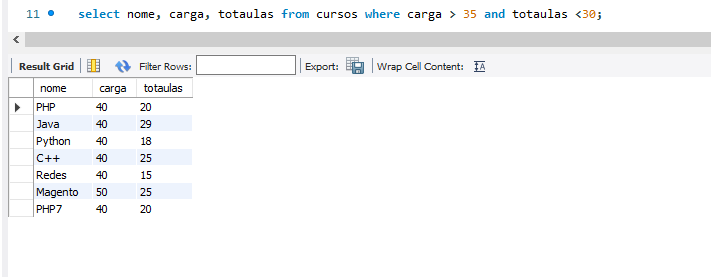 11 select nome, carga, totaulas from cursos where carga > 35 and totaulas <30;
Result Grid Filter Rows: Export: Wrap Cell Content:
nome carga totaulas
PHP 40 20
Java 40 29
Python 40 18
C++ 40 25
Redes 40 15
Magento 50 25
PHP7 40 20